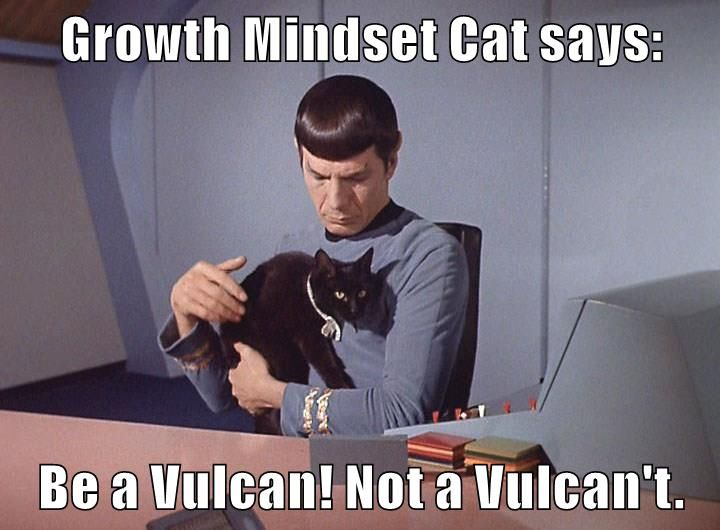 Growth Mindset Cat says:
Be a Vulcan! Not a Vulcan't.